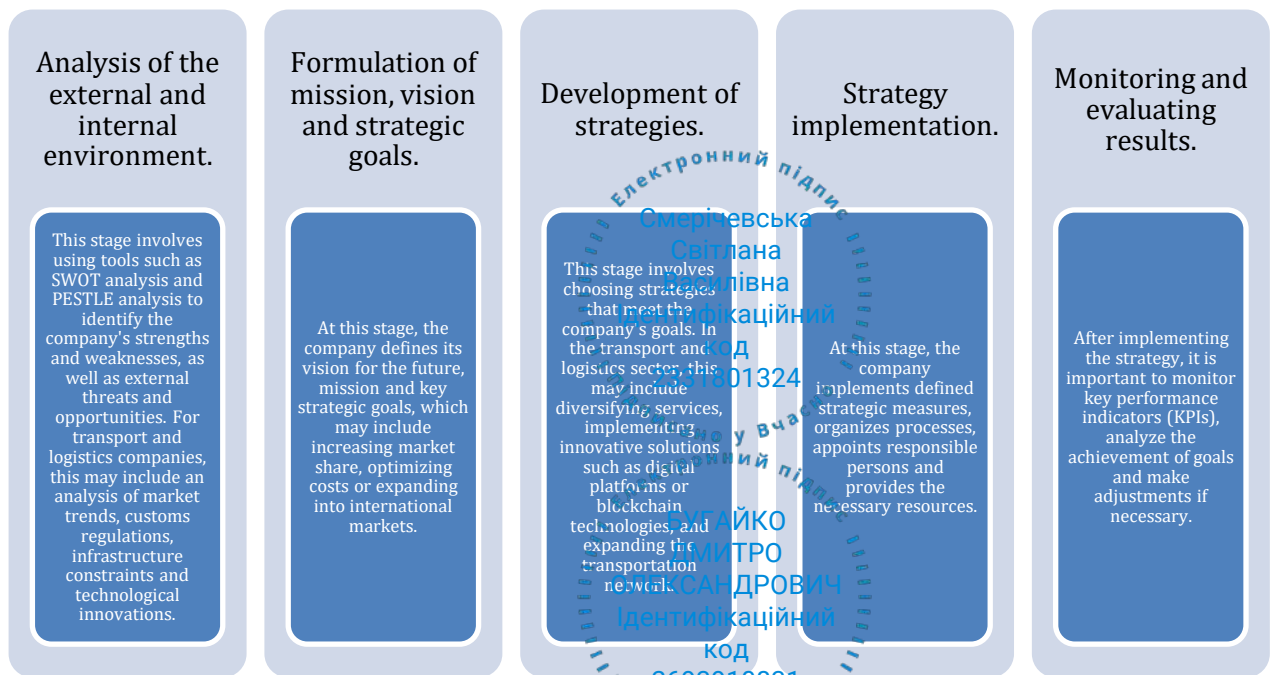 Analysis of the
external and
internal
environment.
This stage involves
using tools such as
SWOT analysis and
PESTLE analysis to
identify the
company's strengths
and weaknesses, as
well as external
threats and
opportunities. For
transport and
logistics companies,
this may include an
analysis of market
trends, customs
regulations,
infrastructure
constraints and
technological
innovations.
Formulation of
mission, vision
and strategic
goals.
At this stage, the
company defines its
vision for the future,
mission and key
strategic goals, which
may include
increasing market
share, optimizing
costs or expanding
into international
markets.
Development of
strategies.
This stage involves
choosing strategies
that meet the
company's goals. In
the transport and
logistics sector, this
may include
diversifying services,
implementing
innovative solutions
such as digital
platforms or
blockchain
technologies, and
expanding the
transportation
network.
Strategy
implementation.
At this stage, the
company
implements defined
strategic measures,
organizes processes,
appoints responsible
persons and
provides the
necessary resources.
Monitoring and
evaluating
results.
After implementing
the strategy, it is
important to monitor
key performance
indicators (KPIs),
analyze the
achievement of goals
and make
adjustments if
necessary.
Електронний підпис
Смерічевська
Світлана
Василівна
Ідентифікаційний
код
2331801324
у Вчасно
підпис
БУГАЙКО
ДМИТРО
ОЛЕКСАНДРОВИЧ
Ідентифікаційний
код